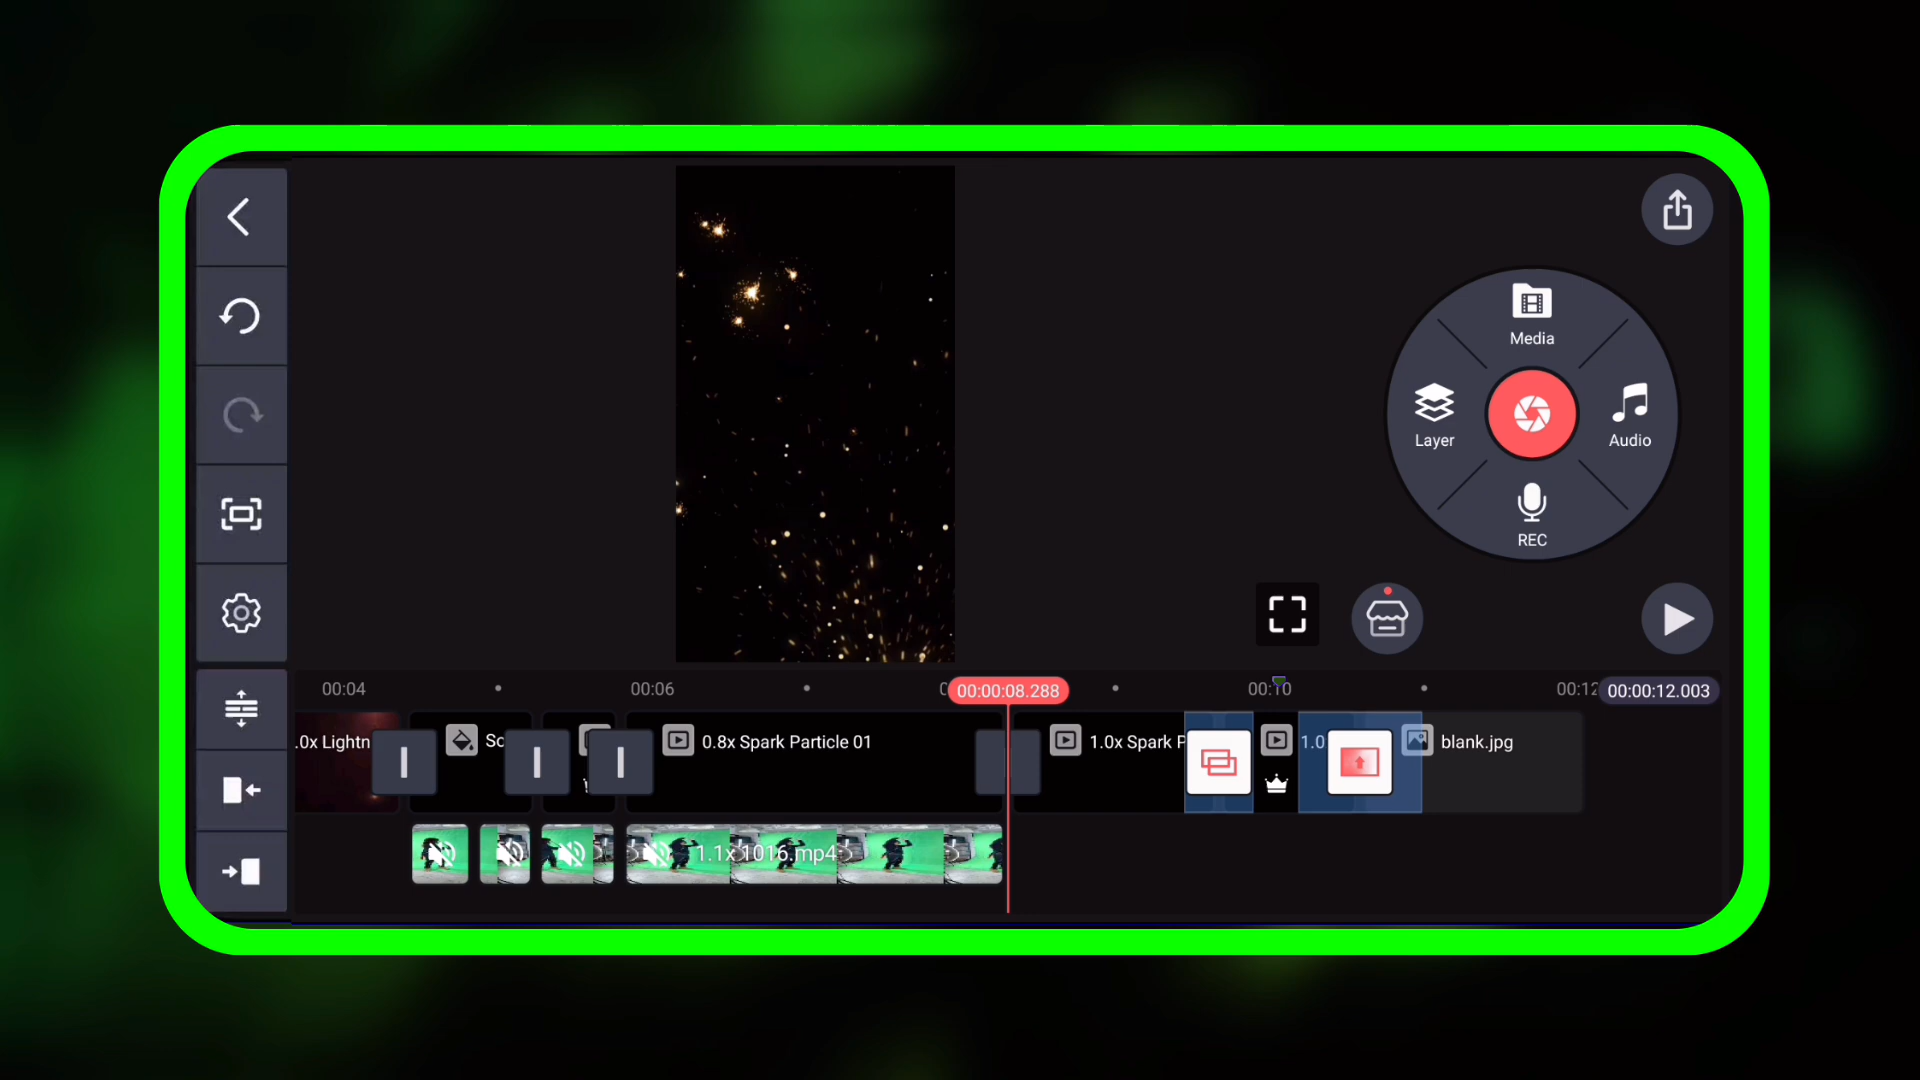 Media
Layer
Audio
REC
00:04
00:06
00:00:08.288
00:10
00:12
00:00:12.003
.0x Lightn
Sc
0.8x Spark Particle 01
1.0x Spark P
1.0
blank.jpg
1.1x 1016.mp4